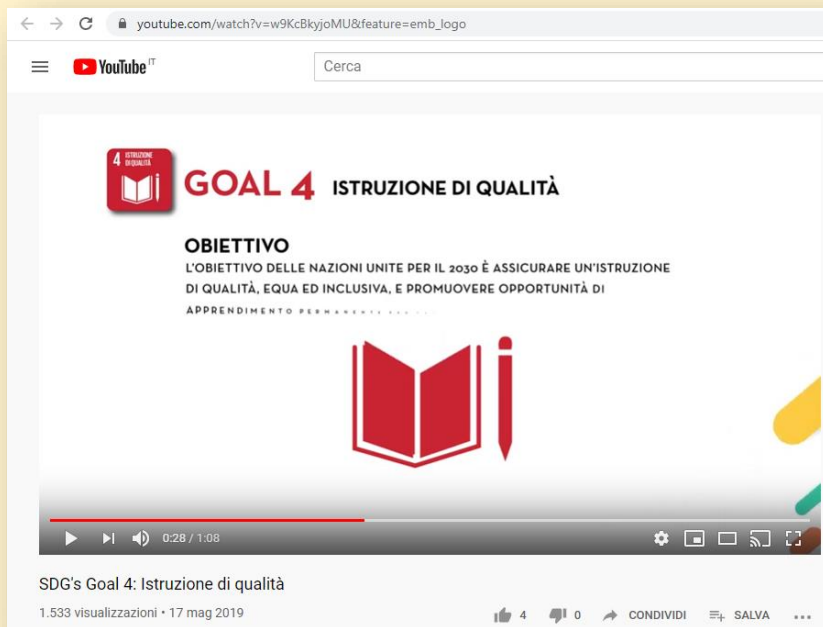 youtube.com/watch?v=w9KcBkyjoMU&feature=emb_logo
YouTube IT
Cerca
4 ISTRUZIONE
DI QUALITÀ
GOAL 4 ISTRUZIONE DI QUALITÀ
OBIETTIVO
L'OBIETTIVO DELLE NAZIONI UNITE PER IL 2030 È ASSICURARE UN'ISTRUZIONE
DI QUALITÀ, EQUA ED INCLUSIVA, E PROMUOVERE OPPORTUNITÀ DI
APPRENDIMENTO PERMANENTE
0:28 / 1:08
SDG's Goal 4: Istruzione di qualità
1.533 visualizzazioni • 17 mag 2019
4 0 CONDIVIDI SALVA